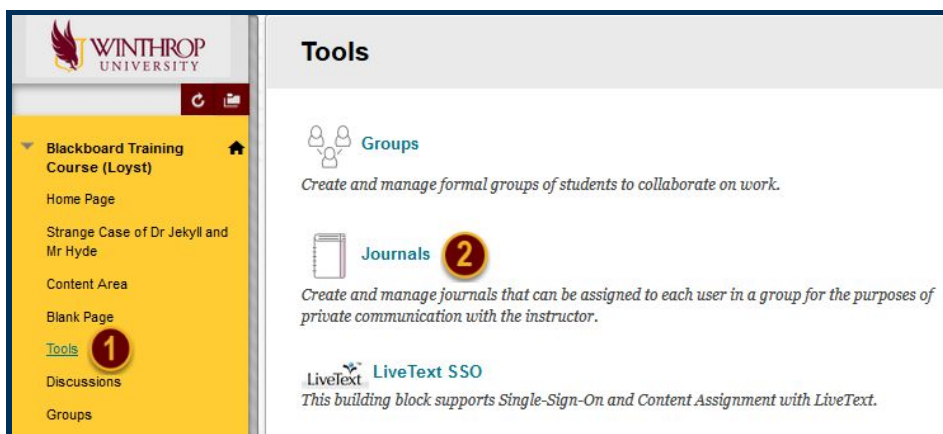 WINTHROP
UNIVERSITY
Blackboard Training
Course (Loyst)
Home Page
Strange Case of Dr Jekyll and
Mr Hyde
Content Area
Blank Page
Tools 1
Discussions
Groups
Tools
Groups
Create and manage formal groups of students to collaborate on work.
Journals 2
Create and manage journals that can be assigned to each user in a group for the purposes of
private communication with the instructor.
LiveText LiveText SSO
This building block supports Single-Sign-On and Content Assignment with LiveText.